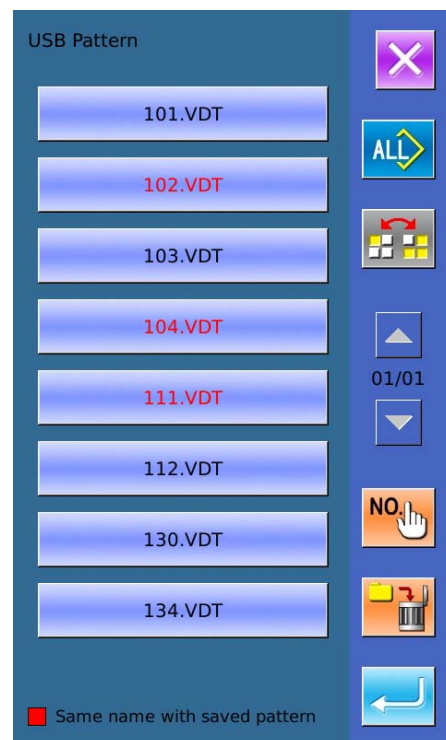 USB Pattern
101.VDT
102.VDT
103.VDT
104.VDT
111.VDT
112.VDT
130.VDT
134.VDT
Same name with saved pattern
ALL
01/01
NO.